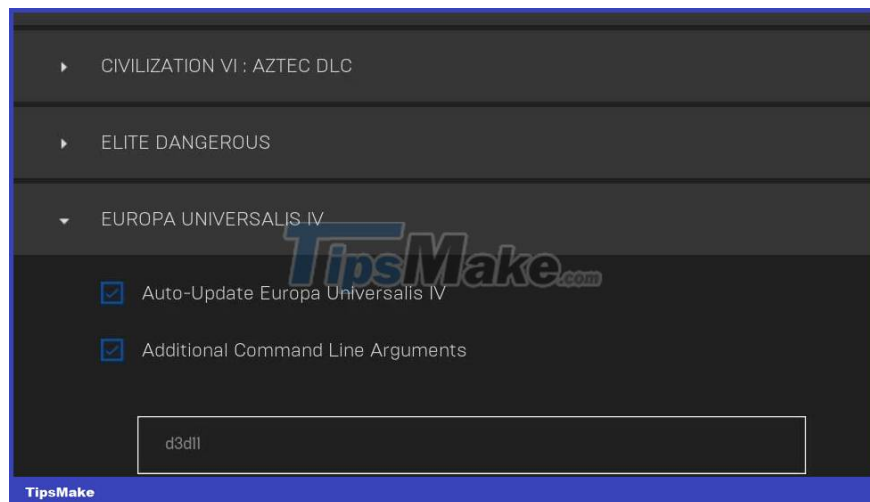 CIVILIZATION VI : AZTEC DLC
ELITE DANGEROUS
EUROPA UNIVERSALIS IV
TipsMake.com
Auto-Update Europa Universalis IV
Additional Command Line Arguments
d3d11
TipsMake